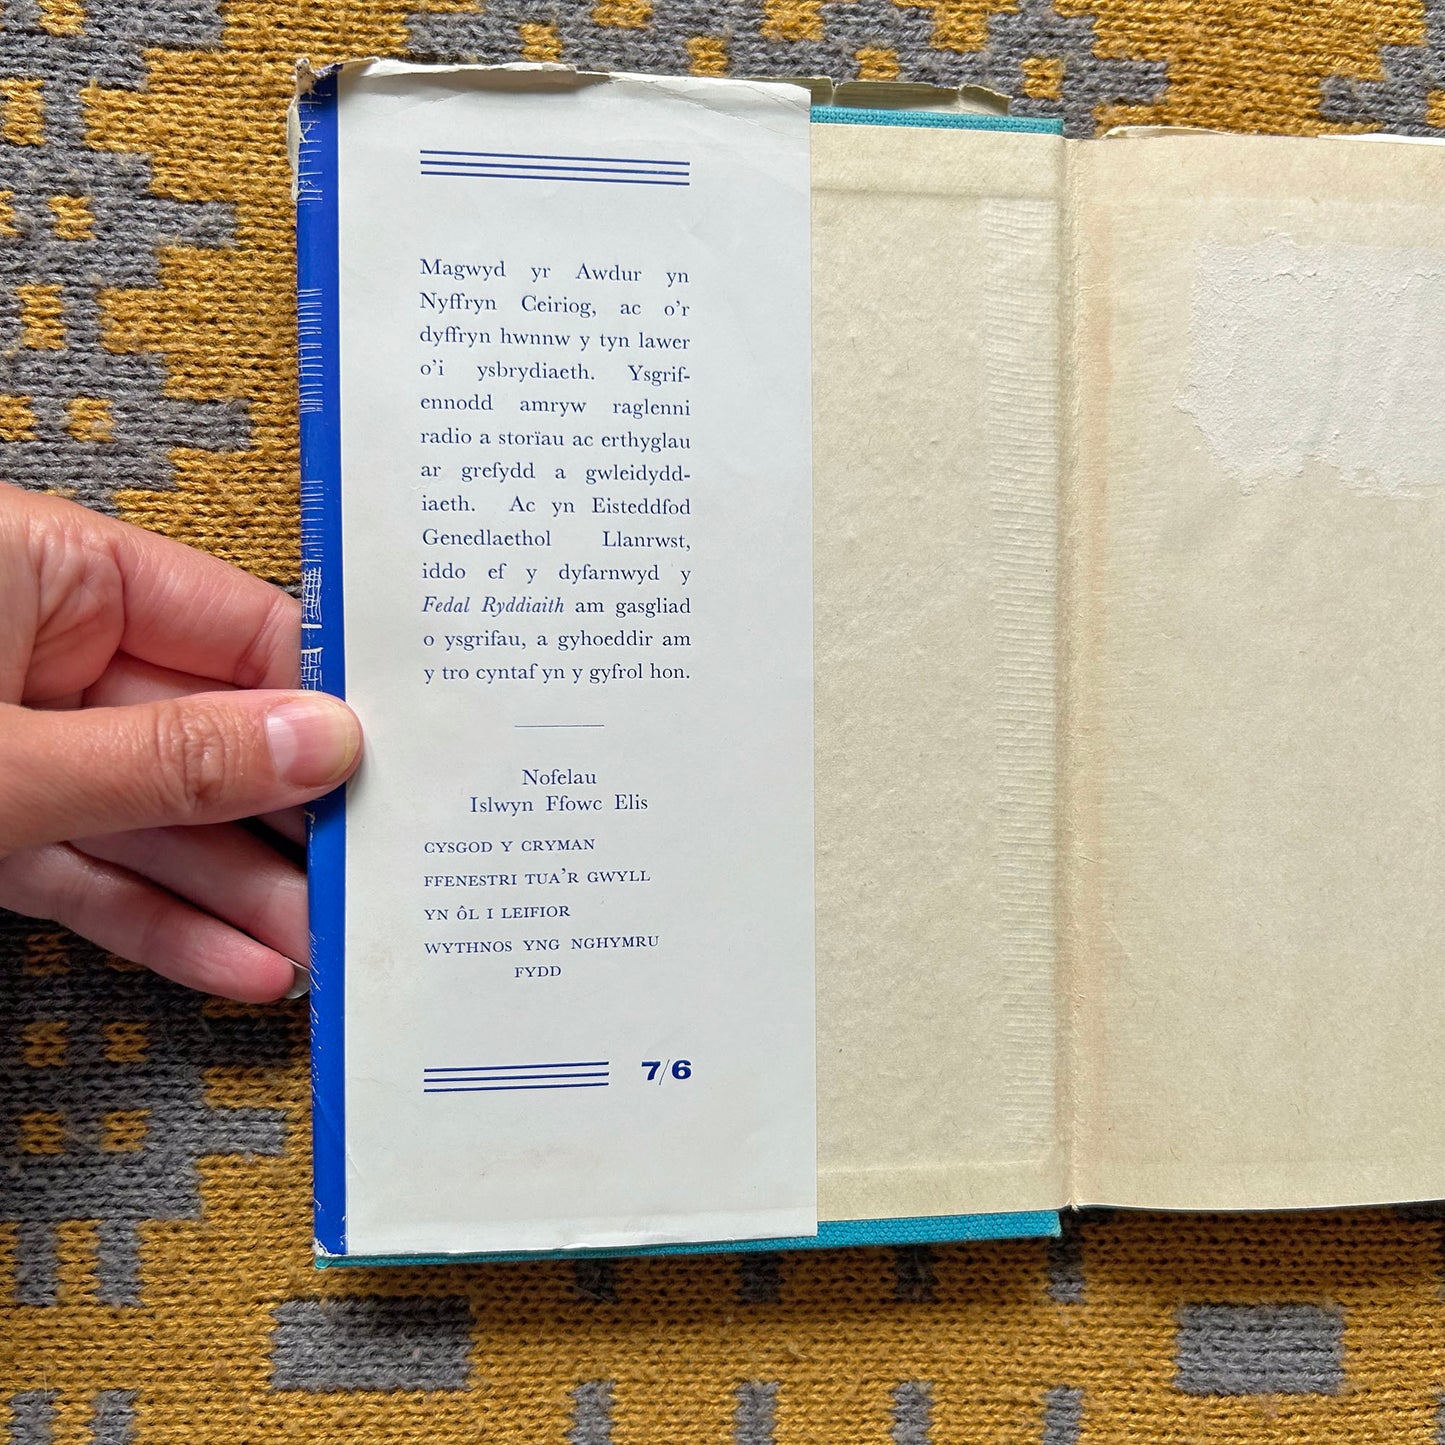 Magwyd yr Awdur yn
Nyffryn Ceiriog, ac o’r
dyffryn hwnnw y tyn lawer
o’i ysbrydiaeth. Ysgrif-
ennodd amryw raglenni
radio a storïau ac erthyglau
ar grefydd a gwleidydd-
iaeth. Ac yn Eisteddfod
Genedlaethol Llanrwst,
iddo ef y dyfarnwyd y
Fedal Ryddiaith am gasgliad
o ysgrifau, a gyhoeddir am
y tro cyntaf yn y gyfrol hon.
Nofelau
Islwyn Ffowc Elis
CYSGOD Y CRYMAN
FFENESTRI TUA’R GWYLL
YN ÔL I LEIFIOR
WYTHNOS YNG NGHYMRU
FYDD
7/6